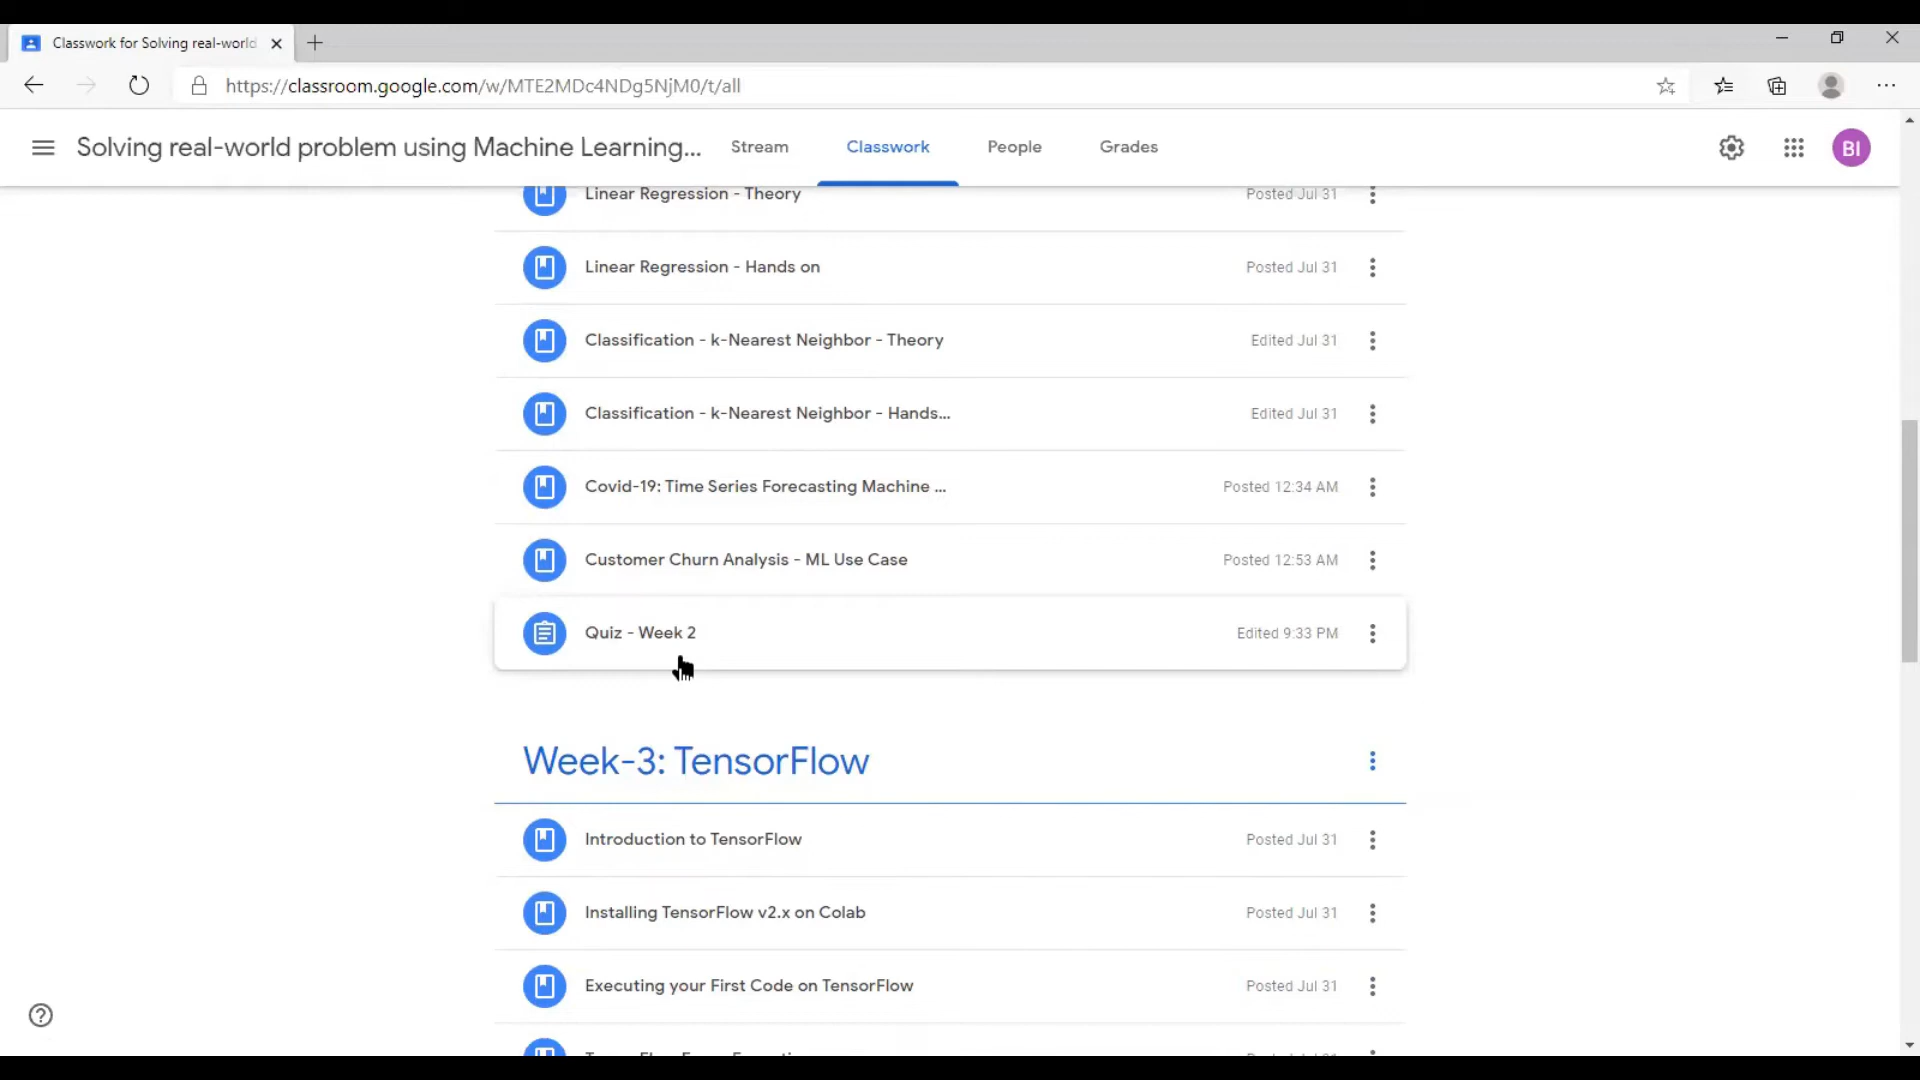 Classwork for Solving real-world
https://classroom.google.com/w/MTE2MDc4NDg5NjM0/t/all
Solving real-world problem using Machine Learning...
Stream
Classwork
People
Grades
BI
Linear Regression - Theory
Posted Jul 31
Linear Regression - Hands on
Posted Jul 31
Classification - k-Nearest Neighbor - Theory
Edited Jul 31
Classification - k-Nearest Neighbor - Hands...
Edited Jul 31
Covid-19: Time Series Forecasting Machine ...
Posted 12:34 AM
Customer Churn Analysis - ML Use Case
Posted 12:53 AM
Quiz - Week 2
Edited 9:33 PM
Week-3: TensorFlow
Introduction to TensorFlow
Posted Jul 31
Installing TensorFlow v2.x on Colab
Posted Jul 31
Executing your First Code on TensorFlow
Posted Jul 31